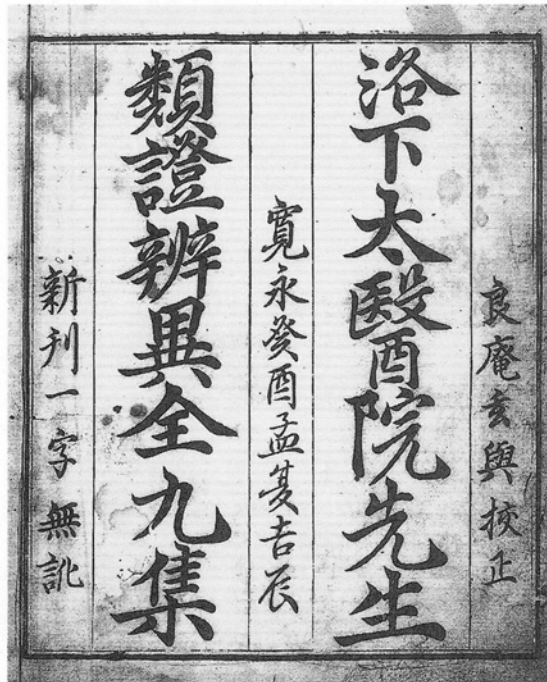 良庵玄與挍正
洛下太醫院先生
寛永癸酉孟夏吉辰
類證辨異全九集
新刊一字無訛